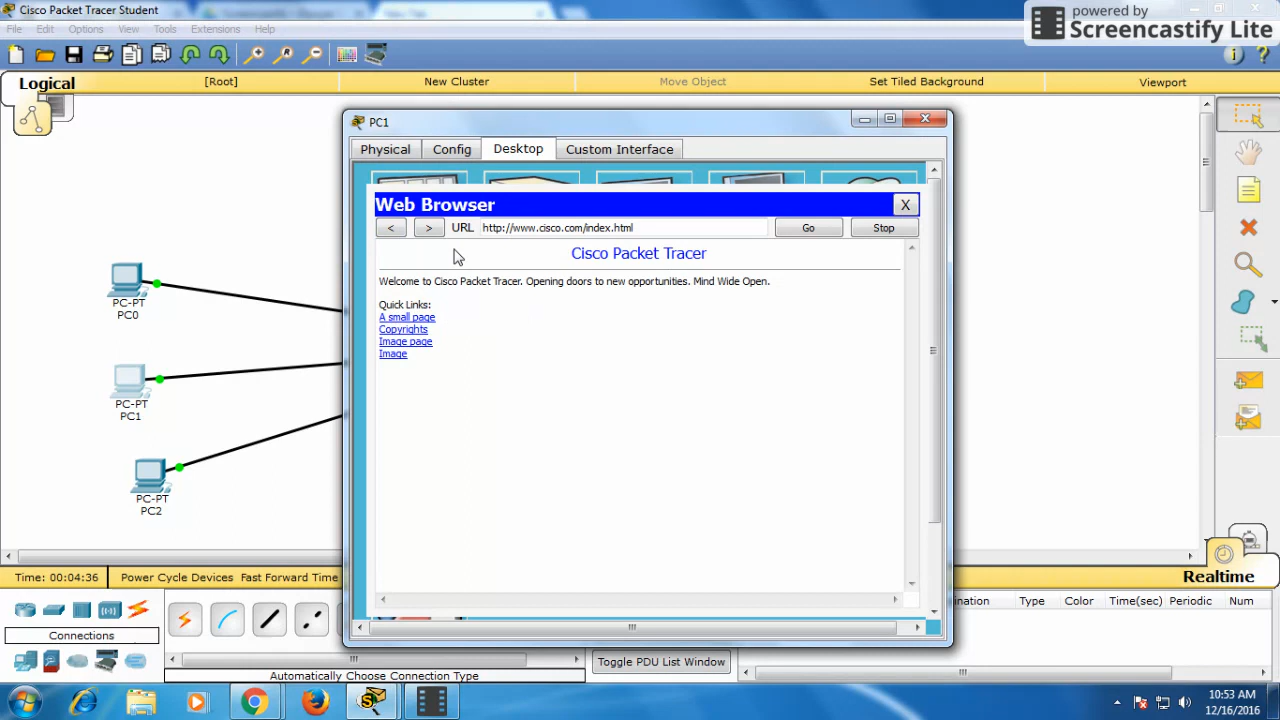 Cisco Packet Tracer Student
powered by
Screencastify Lite
File Edit Options View Tools Extensions Help
Logical
[Root]
New Cluster
Move Object
Set Tiled Background
Viewport
PC1
Physical Config Desktop Custom Interface
Web Browser
X
< > URL http://www.cisco.com/index.html Go Stop
Cisco Packet Tracer
Welcome to Cisco Packet Tracer. Opening doors to new opportunities. Mind Wide Open.
Quick Links:
A small page
Copyrights
Image page
Image
PC-PT
PC0
PC-PT
PC1
PC-PT
PC2
Time: 00:04:36 Power Cycle Devices Fast Forward Time
Realtime
Connections
Automatically Choose Connection Type
Toggle PDU List Window
ination Type Color Time(sec) Periodic Num
10:53 AM
12/16/2016